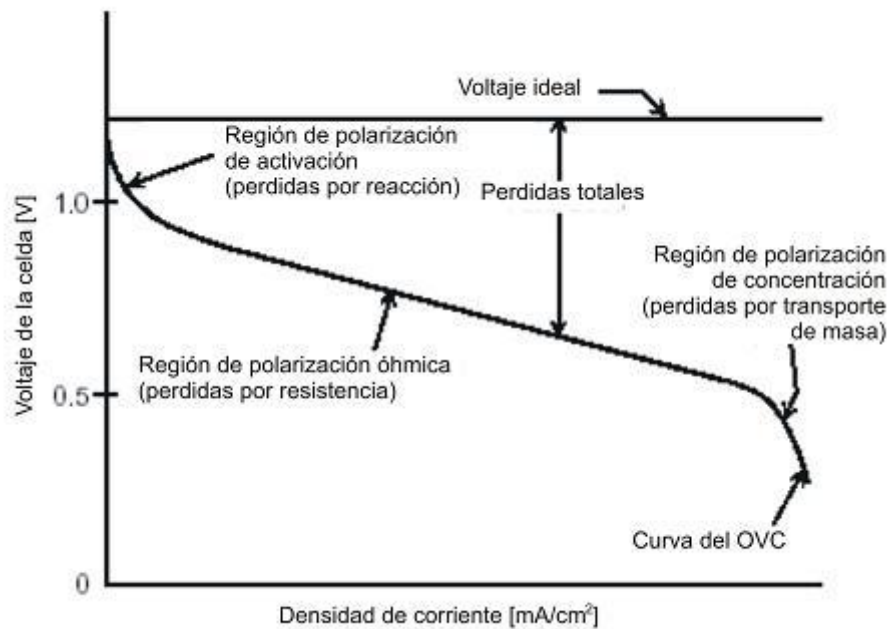 Voltaje ideal
Región de polarización
de activación
(perdidas por reacción)
Perdidas totales
1.0
Región de polarización
de concentración
(perdidas por transporte
de masa)
Voltaje de la celda [V]
Región de polarización óhmica
(perdidas por resistencia)
0.5
Curva del OVC
0
Densidad de corriente [mA/cm²]